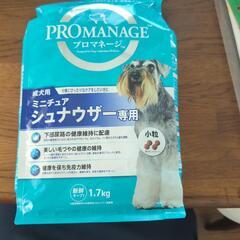 PROMANAGE
プロマネージ
成犬用
ミニチュア
シュナウザー専用
小粒
下部尿路の健康維持に配慮
美しい毛づやの健康の維持
健康を保ち免疫力維持
新鮮
1.7kg